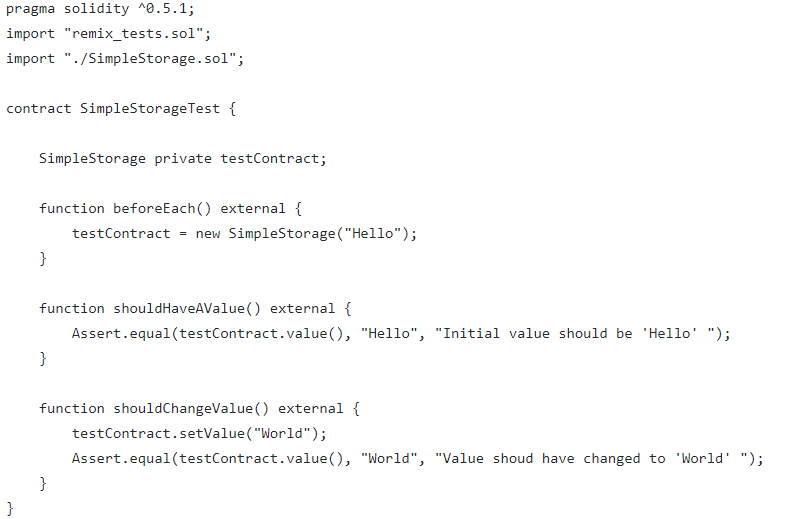 pragma solidity ^0.5.1;
import "remix_tests.sol";
import "./SimpleStorage.sol";
contract SimpleStorageTest {
SimpleStorage private testContract;
function beforeEach() external {
testContract = new SimpleStorage("Hello");
}
function shouldHaveAValue() external {
Assert.equal(testContract.value(), "Hello", "Initial value should be 'Hello' ");
}
function shouldChangeValue() external {
testContract.setValue("World");
Assert.equal(testContract.value(), "World", "Value shoud have changed to 'World' ");
}
}